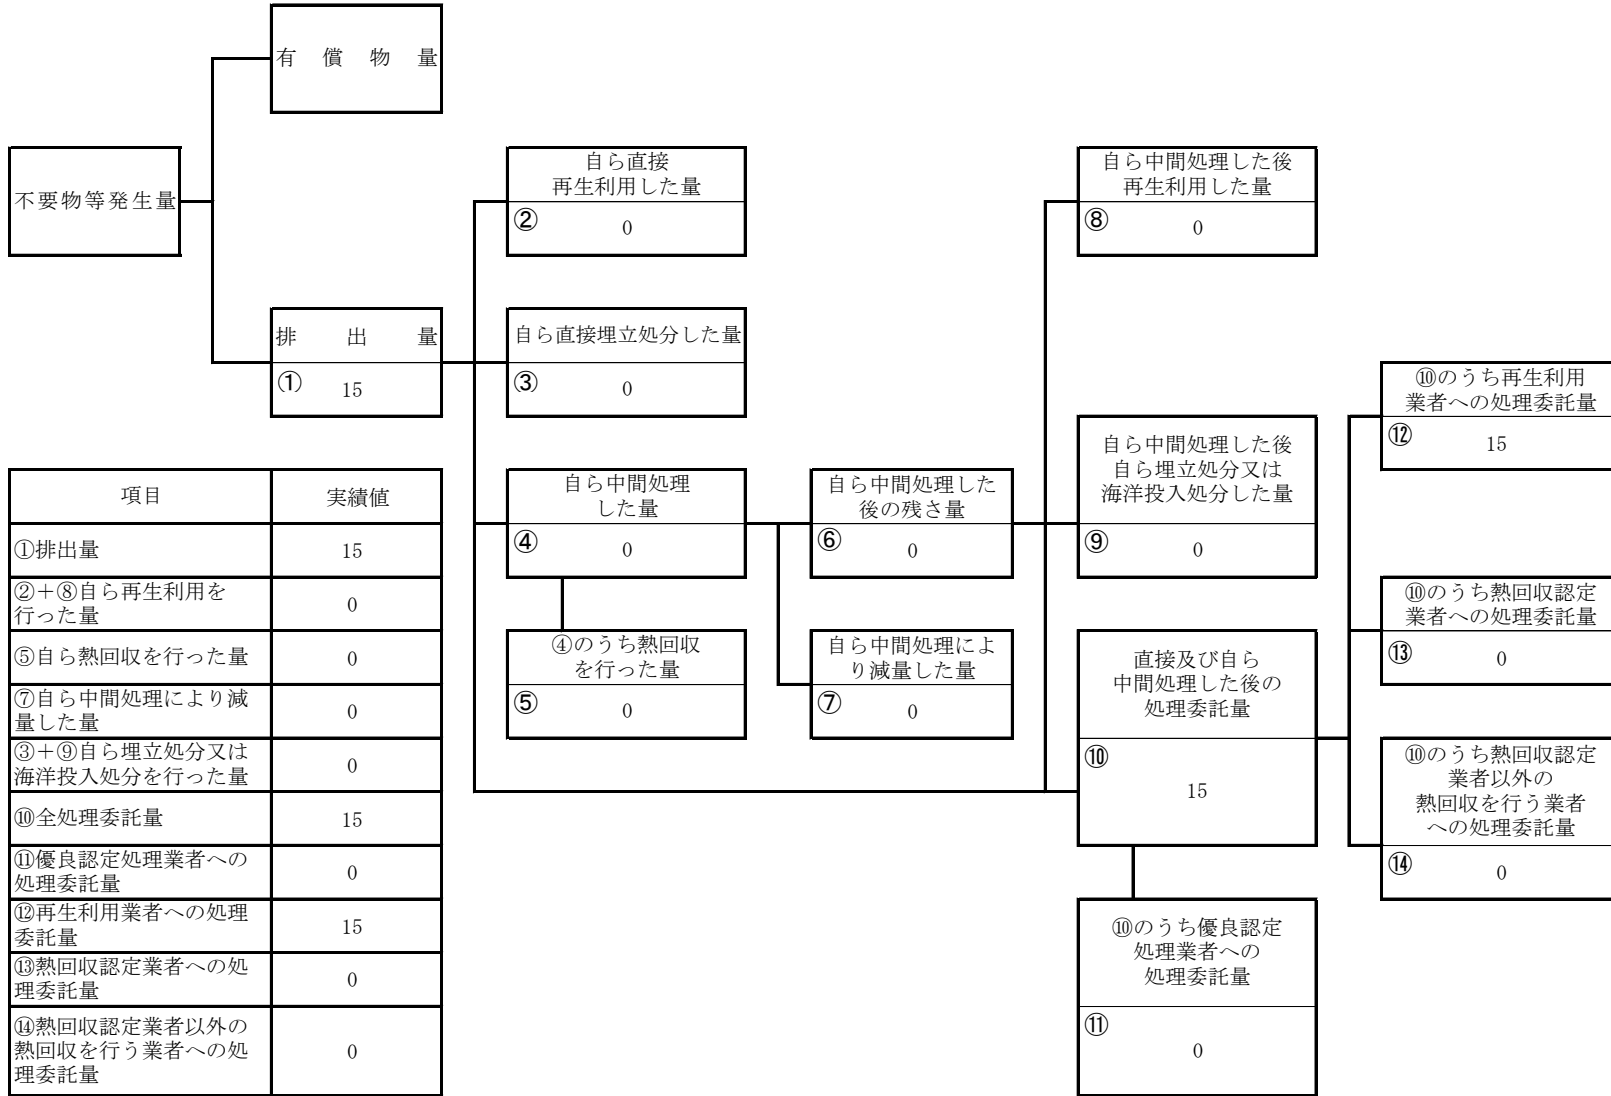 有償物量
不要物等発生量
排出量
① 15
自ら直接
再生利用した量
② 0
自ら直接埋立処分した量
③ 0
自ら中間処理
した量
④ 0
④のうち熱回収
を行った量
⑤ 0
自ら中間処理した
後の残さ量
⑥ 0
自ら中間処理によ
り減量した量
⑦ 0
自ら中間処理した後
再生利用した量
⑧ 0
自ら中間処理した後
自ら埋立処分又は
海洋投入処分した量
⑨ 0
直接及び自ら
中間処理した後の
処理委託量
⑩
15
⑩のうち優良認定
処理業者への
処理委託量
⑪
0
⑩のうち再生利用
業者への処理委託量
⑫ 15
⑩のうち熱回収認定
業者への処理委託量
⑬ 0
⑩のうち熱回収認定
業者以外の
熱回収を行う業者
への処理委託量
⑭ 0
項目 実績値
①排出量 15
②＋⑧自ら再生利用を
行った量 0
⑤自ら熱回収を行った量 0
⑦自ら中間処理により減
量した量 0
③＋⑨自ら埋立処分又は
海洋投入処分を行った量 0
⑩全処理委託量 15
⑪優良認定処理業者への
処理委託量 0
⑫再生利用業者への処理
委託量 15
⑬熱回収認定業者への処
理委託量 0
⑭熱回収認定業者以外の
熱回収を行う業者への処
理委託量 0